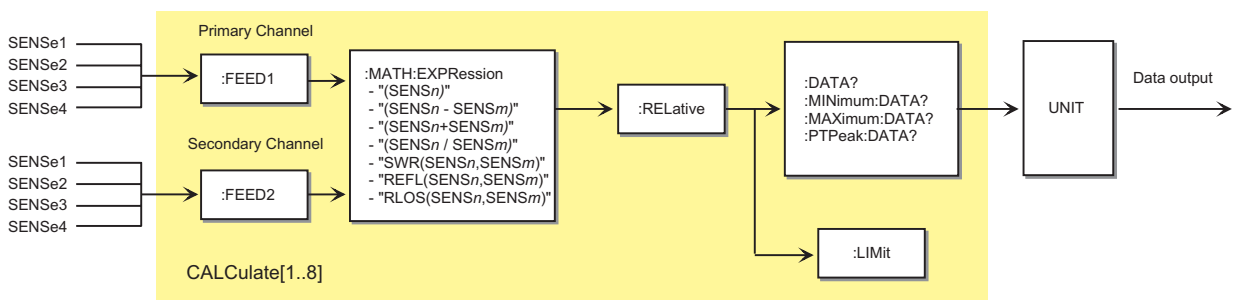 Primary Channel
SENSe1
SENSe2
SENSe3
SENSe4
:FEED1
Secondary Channel
SENSe1
SENSe2
SENSe3
SENSe4
:FEED2
:MATH:EXPRession
- "(SENSn)"
- "(SENSn - SENSm)"
- "(SENSn+SENSm)"
- "(SENSn / SENSm)"
- "SWR(SENSn,SENSm)"
- "REFL(SENSn,SENSm)"
- "RLOS(SENSn,SENSm)"
:RELative
:DATA?
:MINimum:DATA?
:MAXimum:DATA?
:PTPeak:DATA?
:LIMit
UNIT
Data output
CALCulate[1..8]